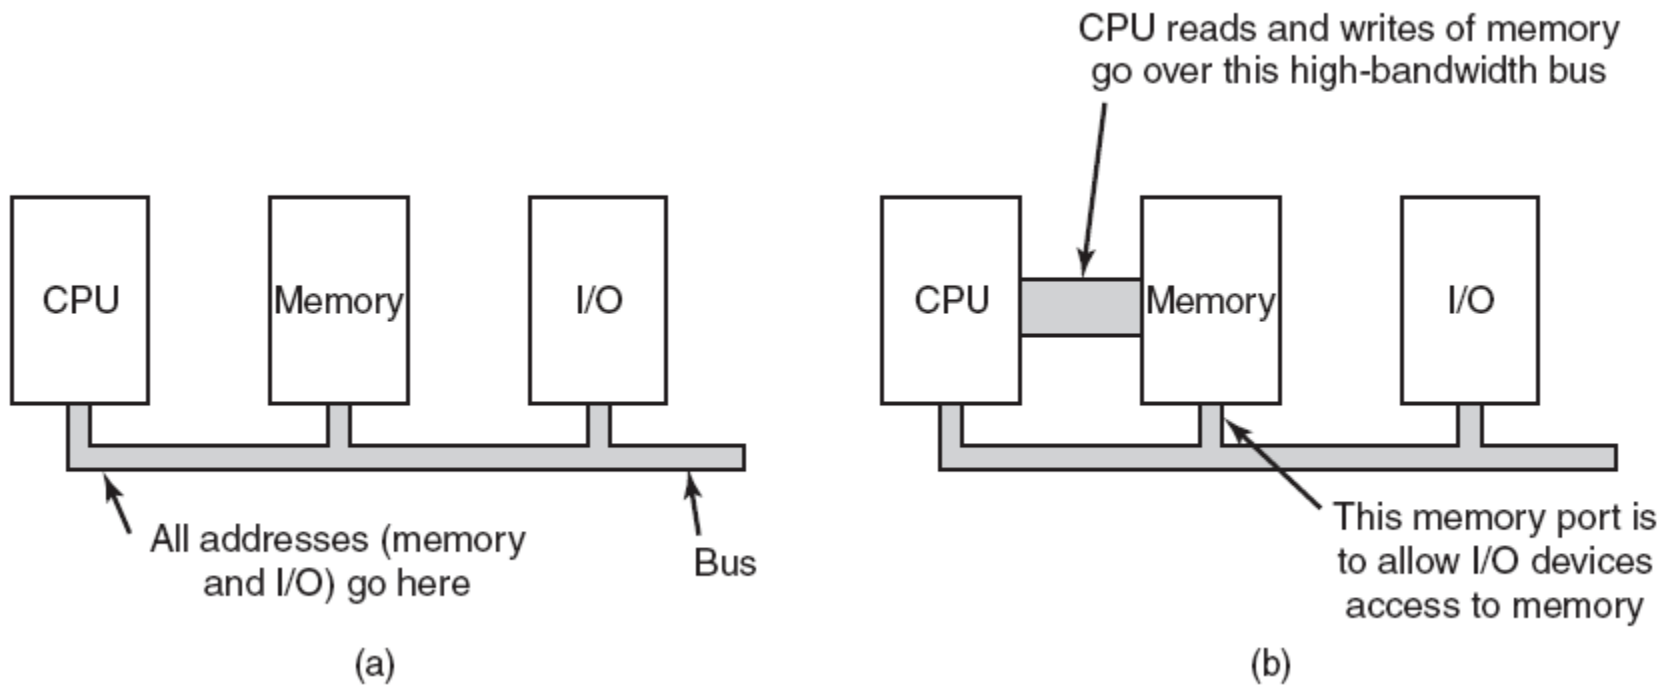 CPU reads and writes of memory
go over this high-bandwidth bus
CPU
Memory
I/O
CPU
Memory
I/O
All addresses (memory
and I/O) go here
Bus
This memory port is
to allow I/O devices
access to memory
(a)
(b)